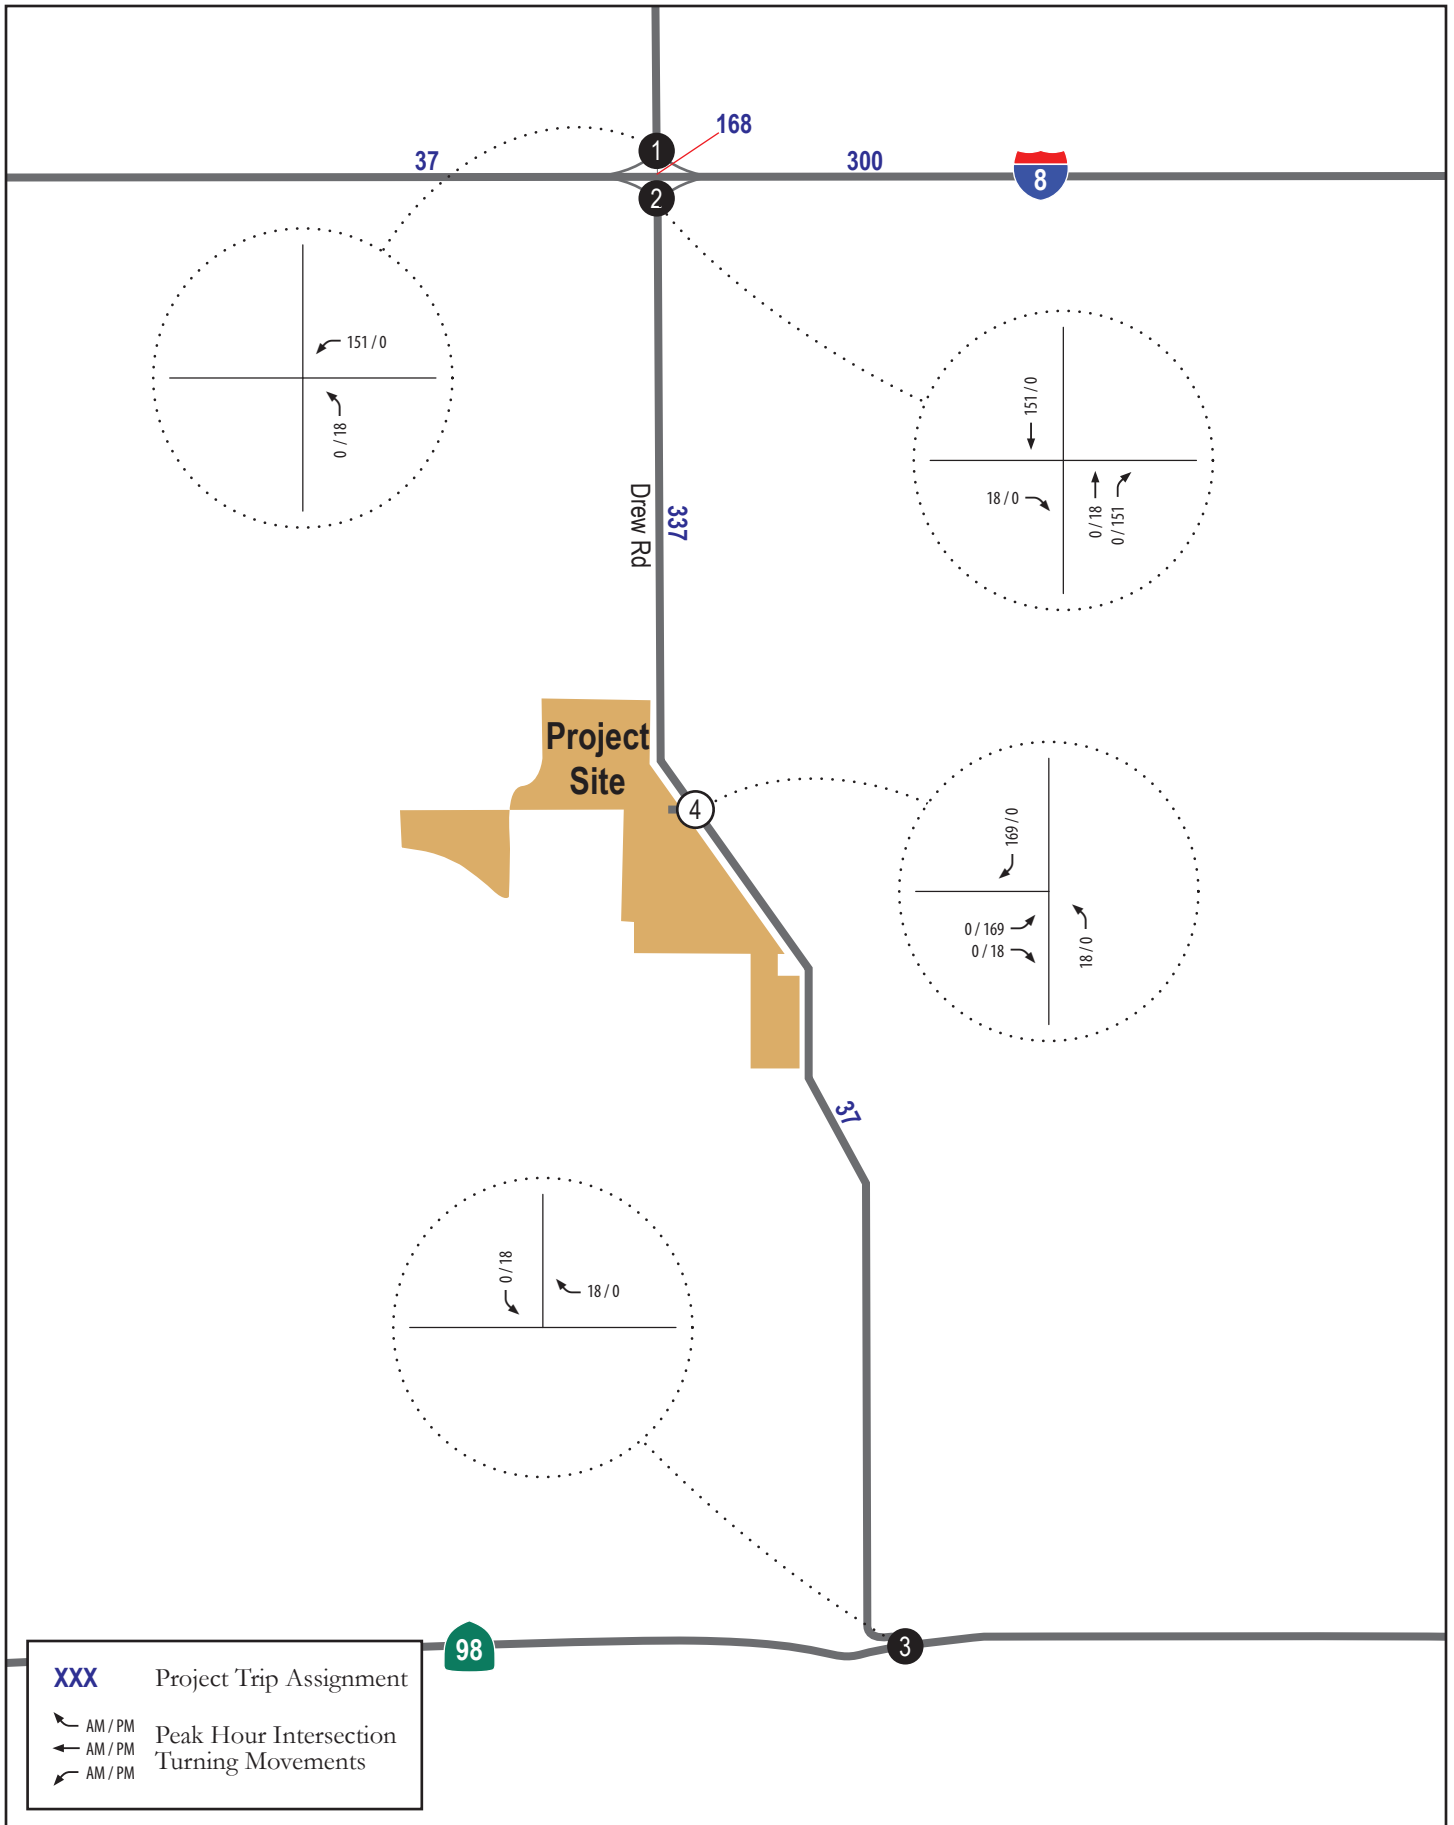 168
1
37
300
8
2
151 / 0
0 / 18
151 / 0
18 / 0
0 / 18
0 / 151
Drew Rd
337
Project
Site
4
169 / 0
0 / 169
0 / 18
18 / 0
37
0 / 18
18 / 0
98
3
XXX Project Trip Assignment
AM / PM
AM / PM
AM / PM
Peak Hour Intersection
Turning Movements